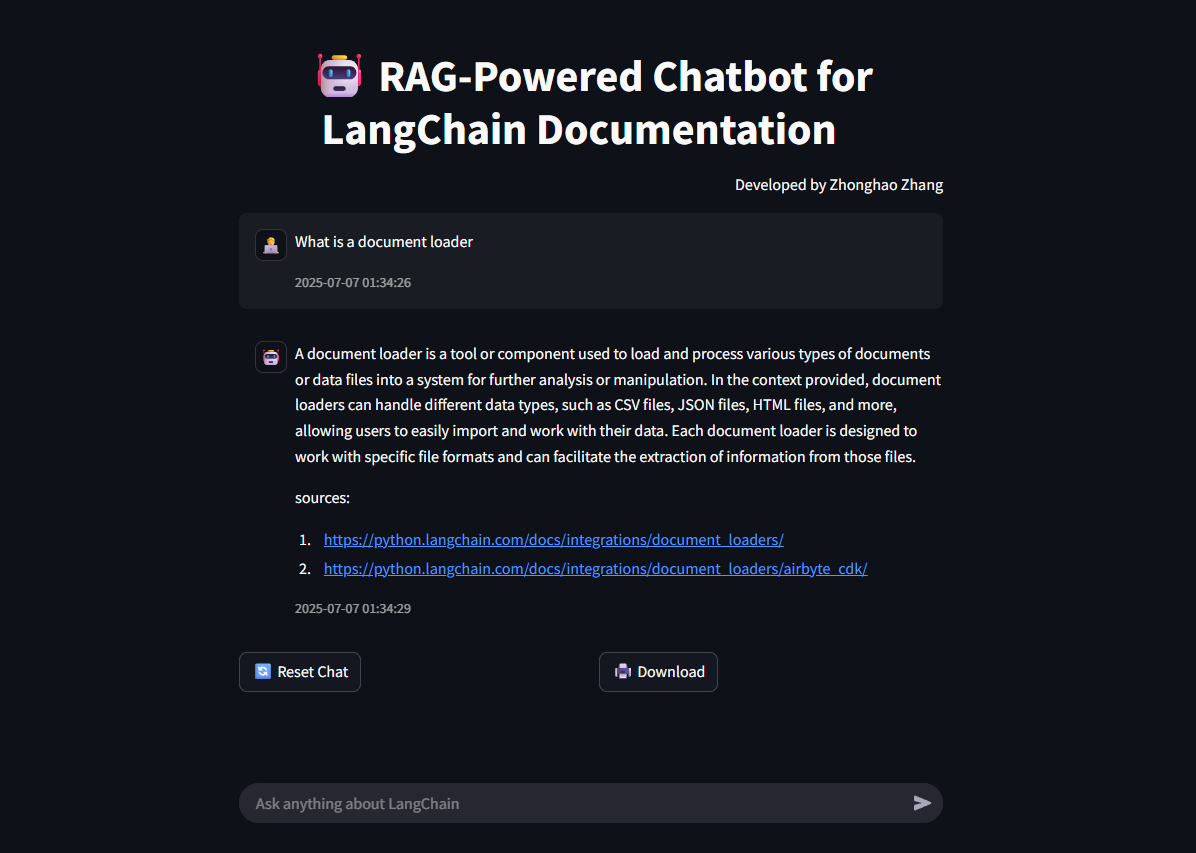 RAG-Powered Chatbot for
LangChain Documentation
Developed by Zhonghao Zhang
What is a document loader
2025-07-07 01:34:26
A document loader is a tool or component used to load and process various types of documents
or data files into a system for further analysis or manipulation. In the context provided, document
loaders can handle different data types, such as CSV files, JSON files, HTML files, and more,
allowing users to easily import and work with their data. Each document loader is designed to
work with specific file formats and can facilitate the extraction of information from those files.
sources:
1. https://python.langchain.com/docs/integrations/document_loaders/
2. https://python.langchain.com/docs/integrations/document_loaders/airbyte_cdk/
2025-07-07 01:34:29
Reset Chat
Download
Ask anything about LangChain